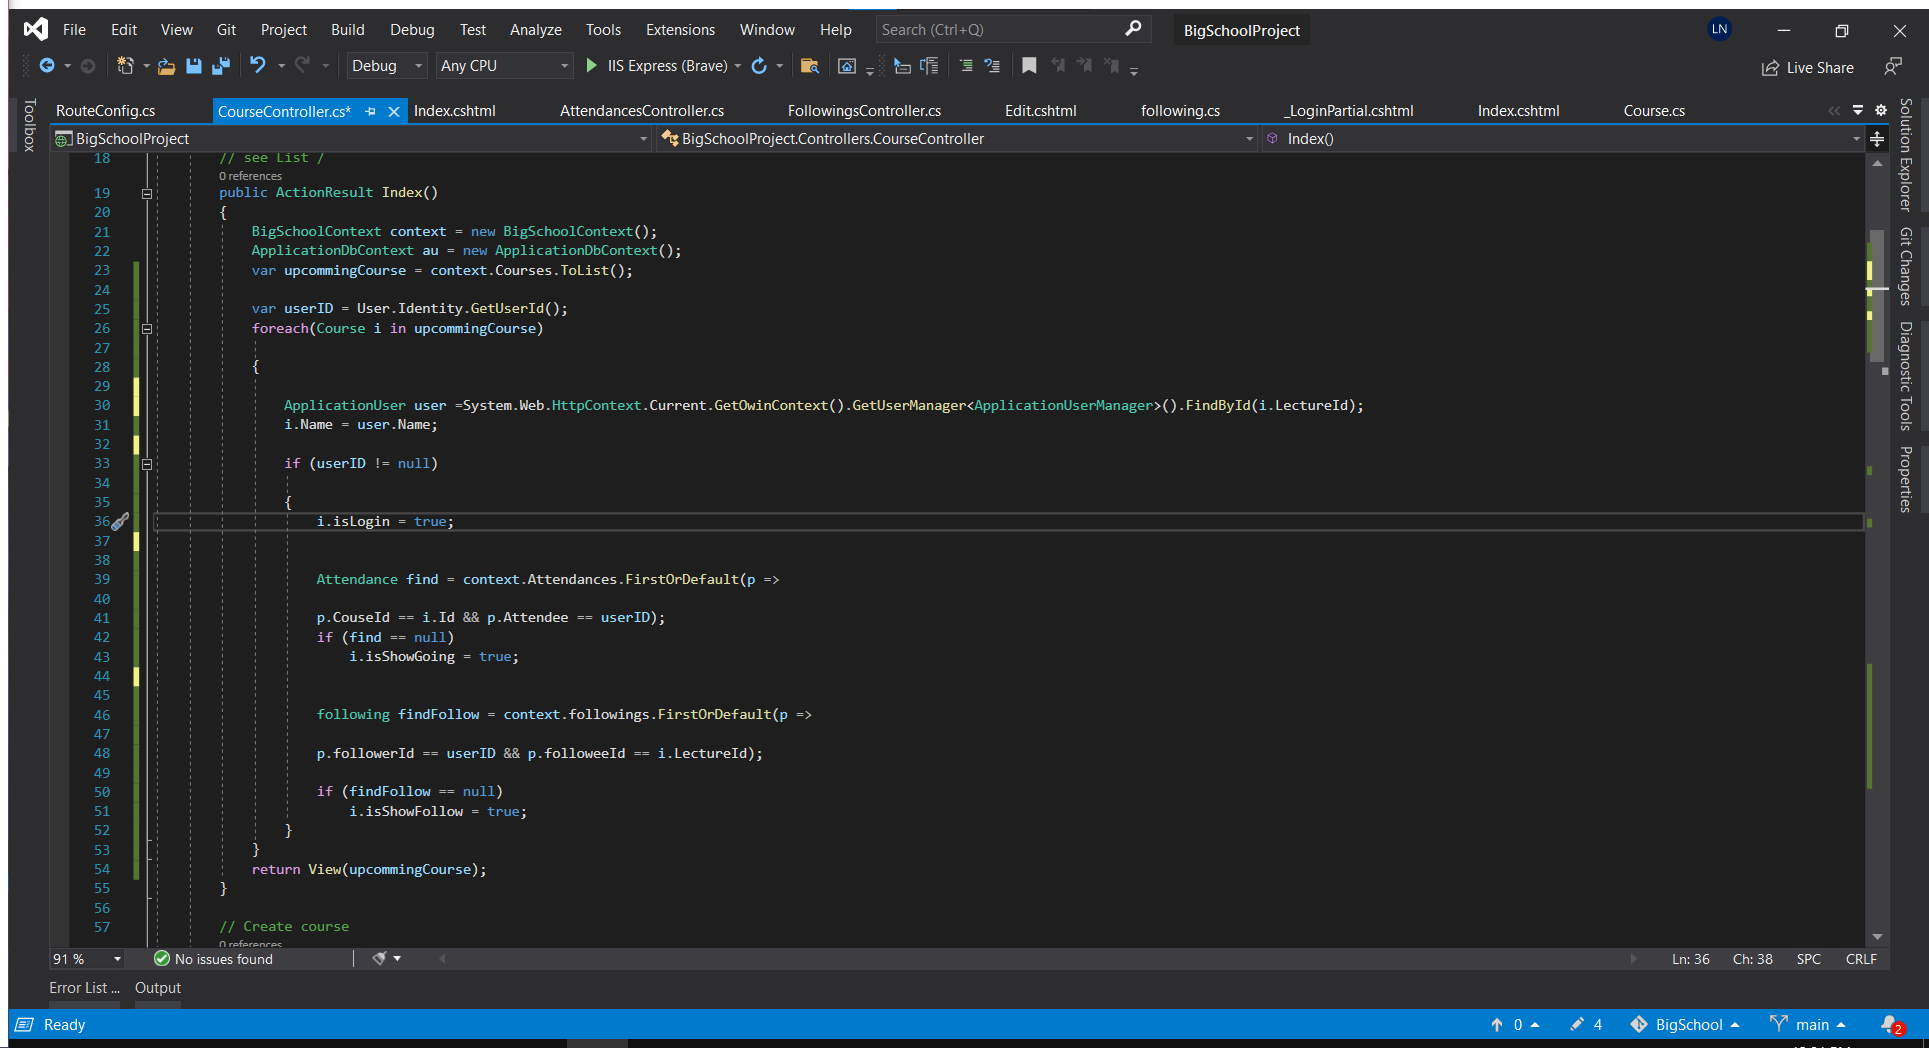 File Edit View Git Project Build Debug Test Analyze Tools Extensions Window Help Search (Ctrl+Q) BigSchoolProject LN
Debug Any CPU IIS Express (Brave) Live Share
RouteConfig.cs CourseController.cs* Index.cshtml AttendancesController.cs FollowingsController.cs Edit.cshtml following.cs _LoginPartial.cshtml Index.cshtml Course.cs
BigSchoolProject BigSchoolProject.Controllers.CourseController Index()
Toolbox
Solution Explorer
Git Changes
Diagnostic Tools
Properties
18 // see List /
0 references
19 public ActionResult Index()
20 {
21 BigSchoolContext context = new BigSchoolContext();
22 ApplicationDbContext au = new ApplicationDbContext();
23 var upcommingCourse = context.Courses.ToList();
24
25 var userID = User.Identity.GetUserId();
26 foreach(Course i in upcommingCourse)
27
28 {
29
30 ApplicationUser user =System.Web.HttpContext.Current.GetOwinContext().GetUserManager<ApplicationUserManager>().FindById(i.LectureId);
31 i.Name = user.Name;
32
33 if (userID != null)
34
35 {
36 i.isLogin = true;
37
38
39 Attendance find = context.Attendances.FirstOrDefault(p =>
40
41 p.CouseId == i.Id && p.Attendee == userID);
42 if (find == null)
43 i.isShowGoing = true;
44
45
46 following findFollow = context.followings.FirstOrDefault(p =>
47
48 p.followerId == userID && p.followeeId == i.LectureId);
49
50 if (findFollow == null)
51 i.isShowFollow = true;
52 }
53 }
54 return View(upcommingCourse);
55 }
56
57 // Create course
0 references
91 % No issues found Ln: 36 Ch: 38 SPC CRLF
Error List ... Output
Ready 0 4 BigSchool main 2